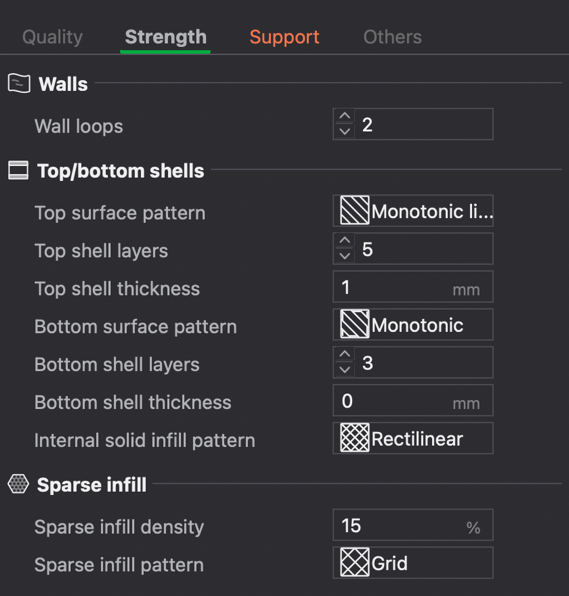 Quality Strength Support Others
Walls
Wall loops 2
Top/bottom shells
Top surface pattern Monotonic li...
Top shell layers 5
Top shell thickness 1 mm
Bottom surface pattern Monotonic
Bottom shell layers 3
Bottom shell thickness 0 mm
Internal solid infill pattern Rectilinear
Sparse infill
Sparse infill density 15 %
Sparse infill pattern Grid